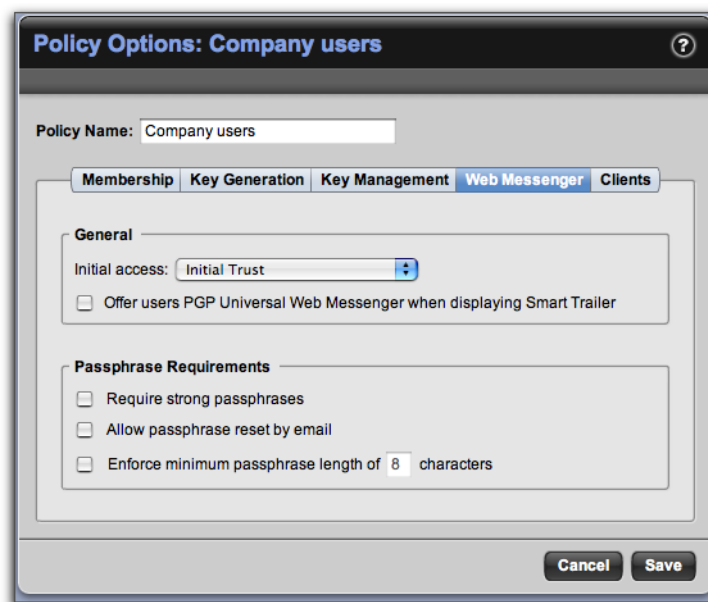 Policy Options: Company users
?
Policy Name: Company users
Membership Key Generation Key Management Web Messenger Clients
General
Initial access: Initial Trust
Offer users PGP Universal Web Messenger when displaying Smart Trailer
Passphrase Requirements
Require strong passphrases
Allow passphrase reset by email
Enforce minimum passphrase length of 8 characters
Cancel Save